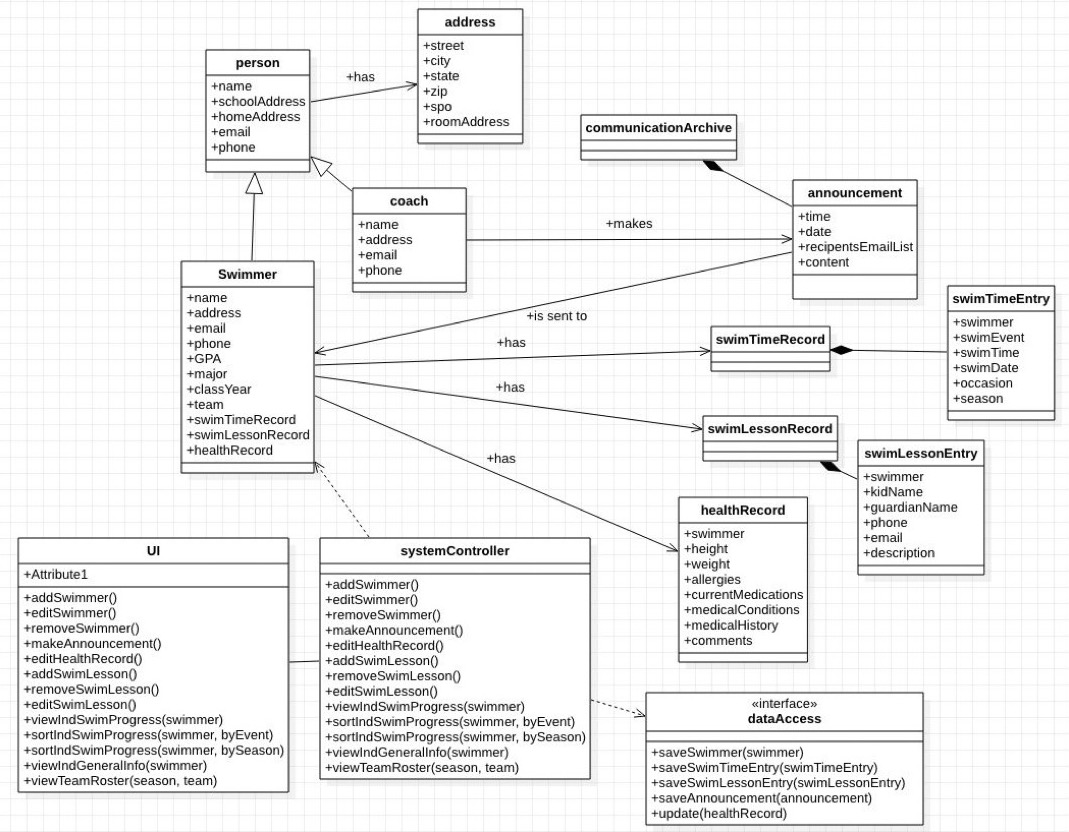 address
+street
+city
+state
+zip
+spo
+roomAddress
person
+name
+schoolAddress
+homeAddress
+email
+phone
+has
communicationArchive
coach
+name
+address
+email
+phone
+makes
announcement
+time
+date
+recipentsEmailList
+content
Swimmer
+name
+address
+email
+phone
+GPA
+major
+classYear
+team
+swimTimeRecord
+swimLessonRecord
+healthRecord
+is sent to
+has
+has
+has
swimTimeRecord
swimTimeEntry
+swimmer
+swimEvent
+swimTime
+swimDate
+occasion
+season
swimLessonRecord
swimLessonEntry
+swimmer
+kidName
+guardianName
+phone
+email
+description
healthRecord
+swimmer
+height
+weight
+allergies
+currentMedications
+medicalConditions
+medicalHistory
+comments
UI
+Attribute1
+addSwimmer()
+editSwimmer()
+removeSwimmer()
+makeAnnouncement()
+editHealthRecord()
+addSwimLesson()
+removeSwimLesson()
+editSwimLesson()
+viewIndSwimProgress(swimmer)
+sortIndSwimProgress(swimmer, byEvent)
+sortIndSwimProgress(swimmer, bySeason)
+viewIndGeneralInfo(swimmer)
+viewTeamRoster(season, team)
systemController
+addSwimmer()
+editSwimmer()
+removeSwimmer()
+makeAnnouncement()
+editHealthRecord()
+addSwimLesson()
+removeSwimLesson()
+editSwimLesson()
+viewIndSwimProgress(swimmer)
+sortIndSwimProgress(swimmer, byEvent)
+sortIndSwimProgress(swimmer, bySeason)
+viewIndGeneralInfo(swimmer)
+viewTeamRoster(season, team)
«interface»
dataAccess
+saveSwimmer(swimmer)
+saveSwimTimeEntry(swimTimeEntry)
+saveSwimLessonEntry(swimLessonEntry)
+saveAnnouncement(announcement)
+update(healthRecord)